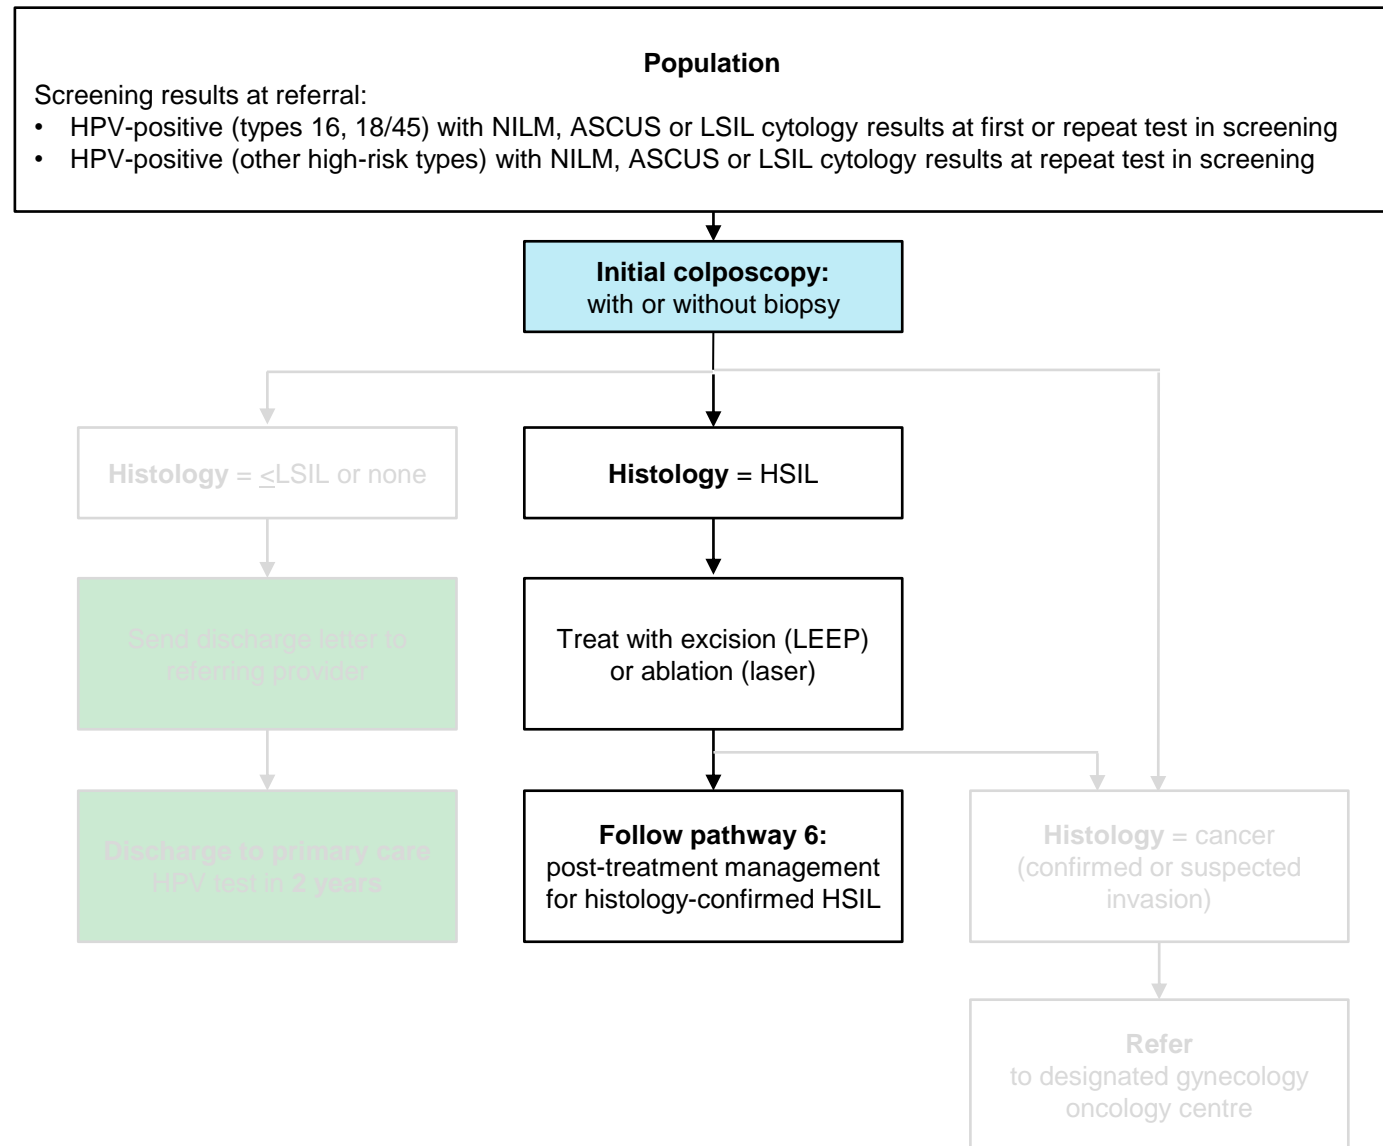 Population
Screening results at referral:
• HPV-positive (types 16, 18/45) with NILM, ASCUS or LSIL cytology results at first or repeat test in screening
• HPV-positive (other high-risk types) with NILM, ASCUS or LSIL cytology results at repeat test in screening
Initial colposcopy:
with or without biopsy
Histology = <LSIL or none
Histology = HSIL
Send discharge letter to
referring provider
Treat with excision (LEEP)
or ablation (laser)
Discharge to primary care
HPV test in 2 years
Follow pathway 6:
post-treatment management
for histology-confirmed HSIL
Histology = cancer
(confirmed or suspected
invasion)
Refer
to designated gynecology
oncology centre